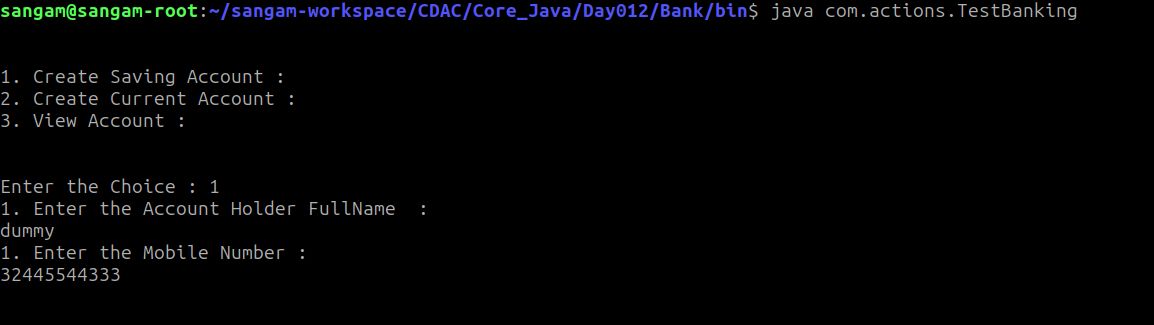 sangam@sangam-root:~/sangam-workspace/CDAC/Core_Java/Day012/Bank/bin$ java com.actions.TestBanking
1. Create Saving Account :
2. Create Current Account :
3. View Account :
Enter the Choice : 1
1. Enter the Account Holder FullName  :
dummy
1. Enter the Mobile Number :
32445544333